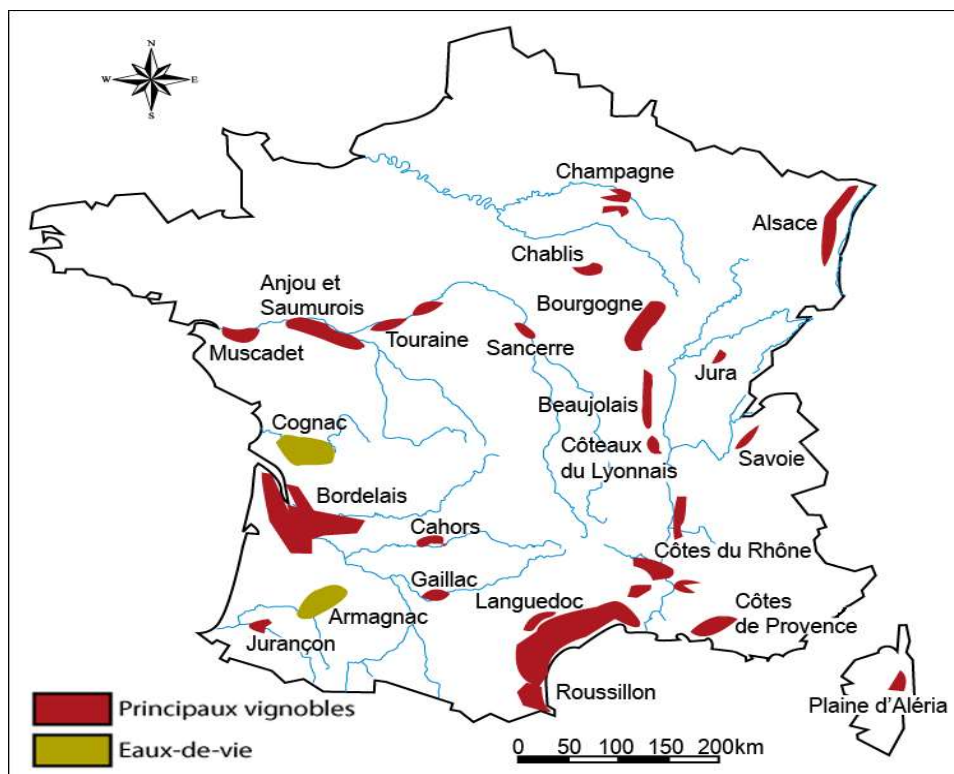 N
W
E
S
Champagne
Alsace
Chablis
Anjou et
Saumurois
Bourgogne
Touraine
Sancerre
Muscadet
Jura
Beaujolais
Cognac
Côteaux
du Lyonnais
Savoie
Bordelais
Cahors
Côtes du Rhône
Gaillac
Languedoc
Côtes
de Provence
Armagnac
Jurançon
Roussillon
Plaine d'Aléria
Principaux vignobles
Eaux-de-vie
0 50 100 150 200km